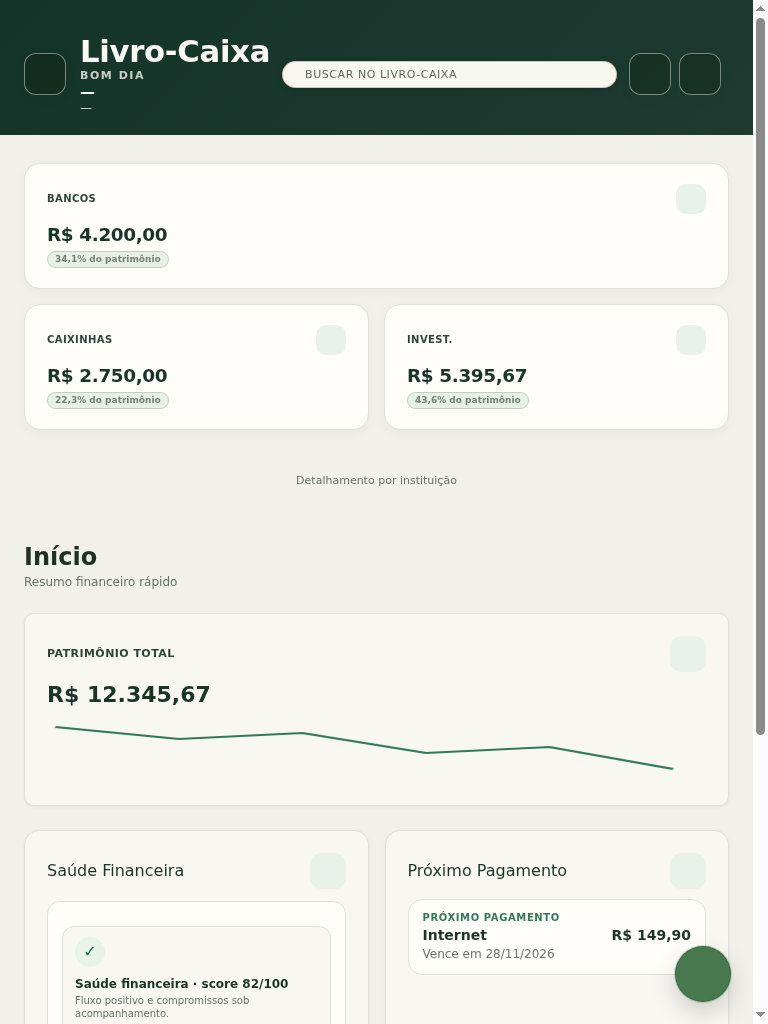 Livro-Caixa
BOM DIA
—
—
BUSCAR NO LIVRO-CAIXA
BANCOS
R$ 4.200,00
34,1% do patrimônio
CAIXINHAS
R$ 2.750,00
22,3% do patrimônio
INVEST.
R$ 5.395,67
43,6% do patrimônio
Detalhamento por instituição
Início
Resumo financeiro rápido
PATRIMÔNIO TOTAL
R$ 12.345,67
Saúde Financeira
✓
Saúde financeira · score 82/100
Fluxo positivo e compromissos sob
acompanhamento.
Próximo Pagamento
PRÓXIMO PAGAMENTO
Internet R$ 149,90
Vence em 28/11/2026